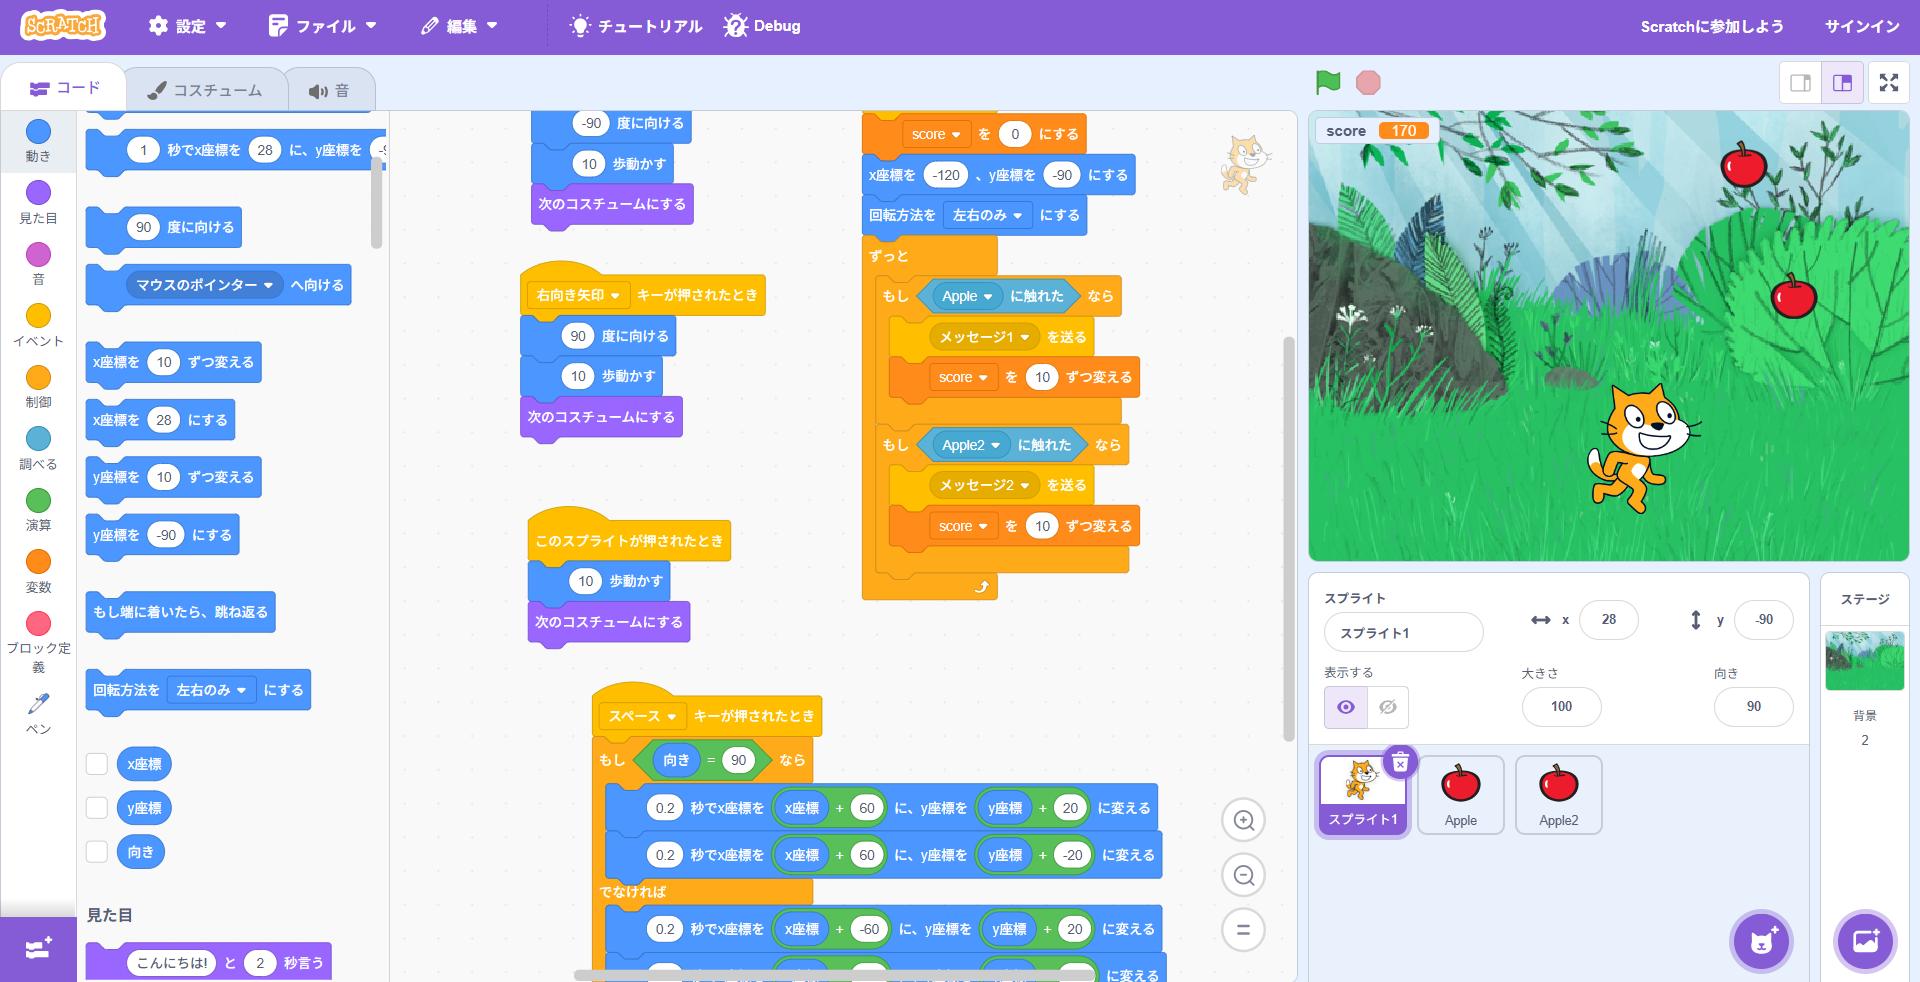 SCRATCH
設定
ファイル
編集
チュートリアル
Debug
Scratchに参加しよう
サインイン
コード
コスチューム
音
動き
見た目
音
イベント
制御
調べる
演算
変数
ブロック定
義
ペン
1 秒でx座標を 28 に、y座標を
90 度に向ける
マウスのポインター へ向ける
x座標を 10 ずつ変える
x座標を 28 にする
y座標を 10 ずつ変える
y座標を -90 にする
もし端に着いたら、跳ね返る
回転方法を 左右のみ にする
x座標
y座標
向き
見た目
こんにちは! と 2 秒言う
-90 度に向ける
10 歩動かす
次のコスチュームにする
右向き矢印 キーが押されたとき
90 度に向ける
10 歩動かす
次のコスチュームにする
このスプライトが押されたとき
10 歩動かす
次のコスチュームにする
スペース キーが押されたとき
もし 向き = 90 なら
0.2 秒でx座標を x座標 + 60 に、y座標を y座標 + 20 に変える
0.2 秒でx座標を x座標 + 60 に、y座標を y座標 + -20 に変える
でなければ
0.2 秒でx座標を x座標 + -60 に、y座標を y座標 + 20 に変える
に変える
score を 0 にする
x座標を -120 、y座標を -90 にする
回転方法を 左右のみ にする
ずっと
もし Apple に触れた なら
メッセージ1 を送る
score を 10 ずつ変える
もし Apple2 に触れた なら
メッセージ2 を送る
score を 10 ずつ変える
score 170
スプライト
スプライト1
x 28
y -90
表示する
大きさ
100
向き
90
スプライト1
Apple
Apple2
ステージ
背景
2